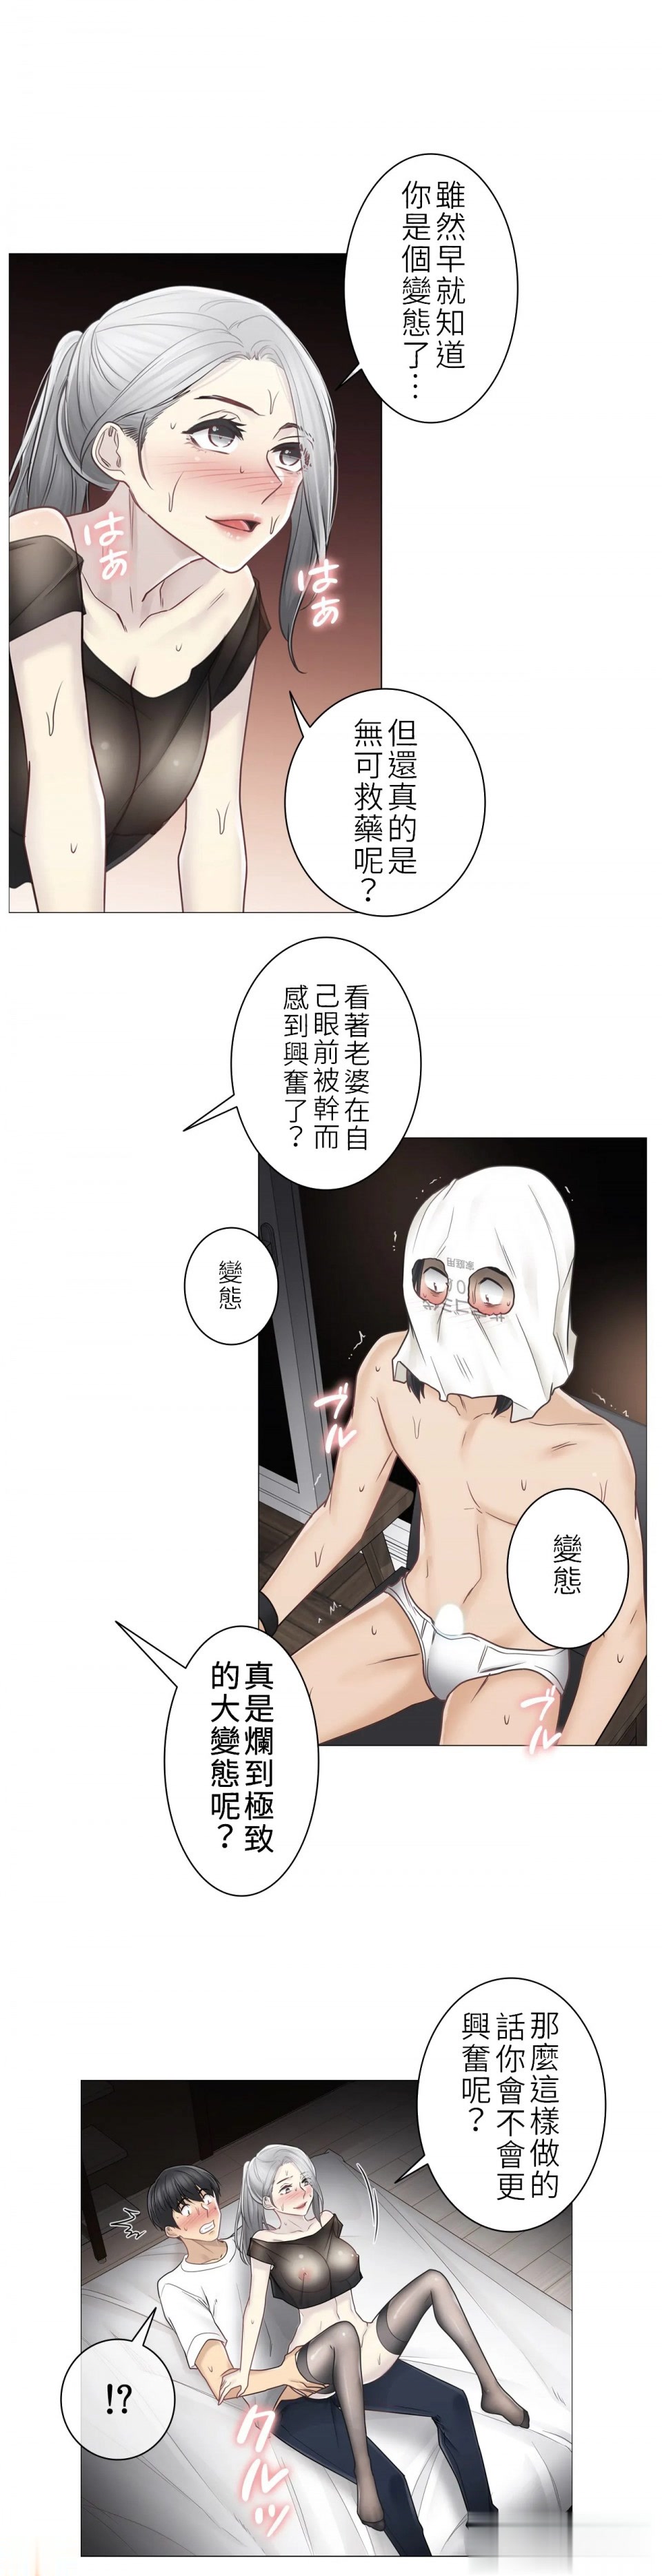 雖然早就知道
你是個變態了…
はぁ
はぁ
但還真的是
無可救藥呢？
看著老婆在自
己眼前被幹而
感到興奮了？
變態
家庭用
ブル
變態
ブル
真是爛到極致
的大變態呢？
那麼這樣做的
話你會不會更
興奮呢？
!?
クルッ